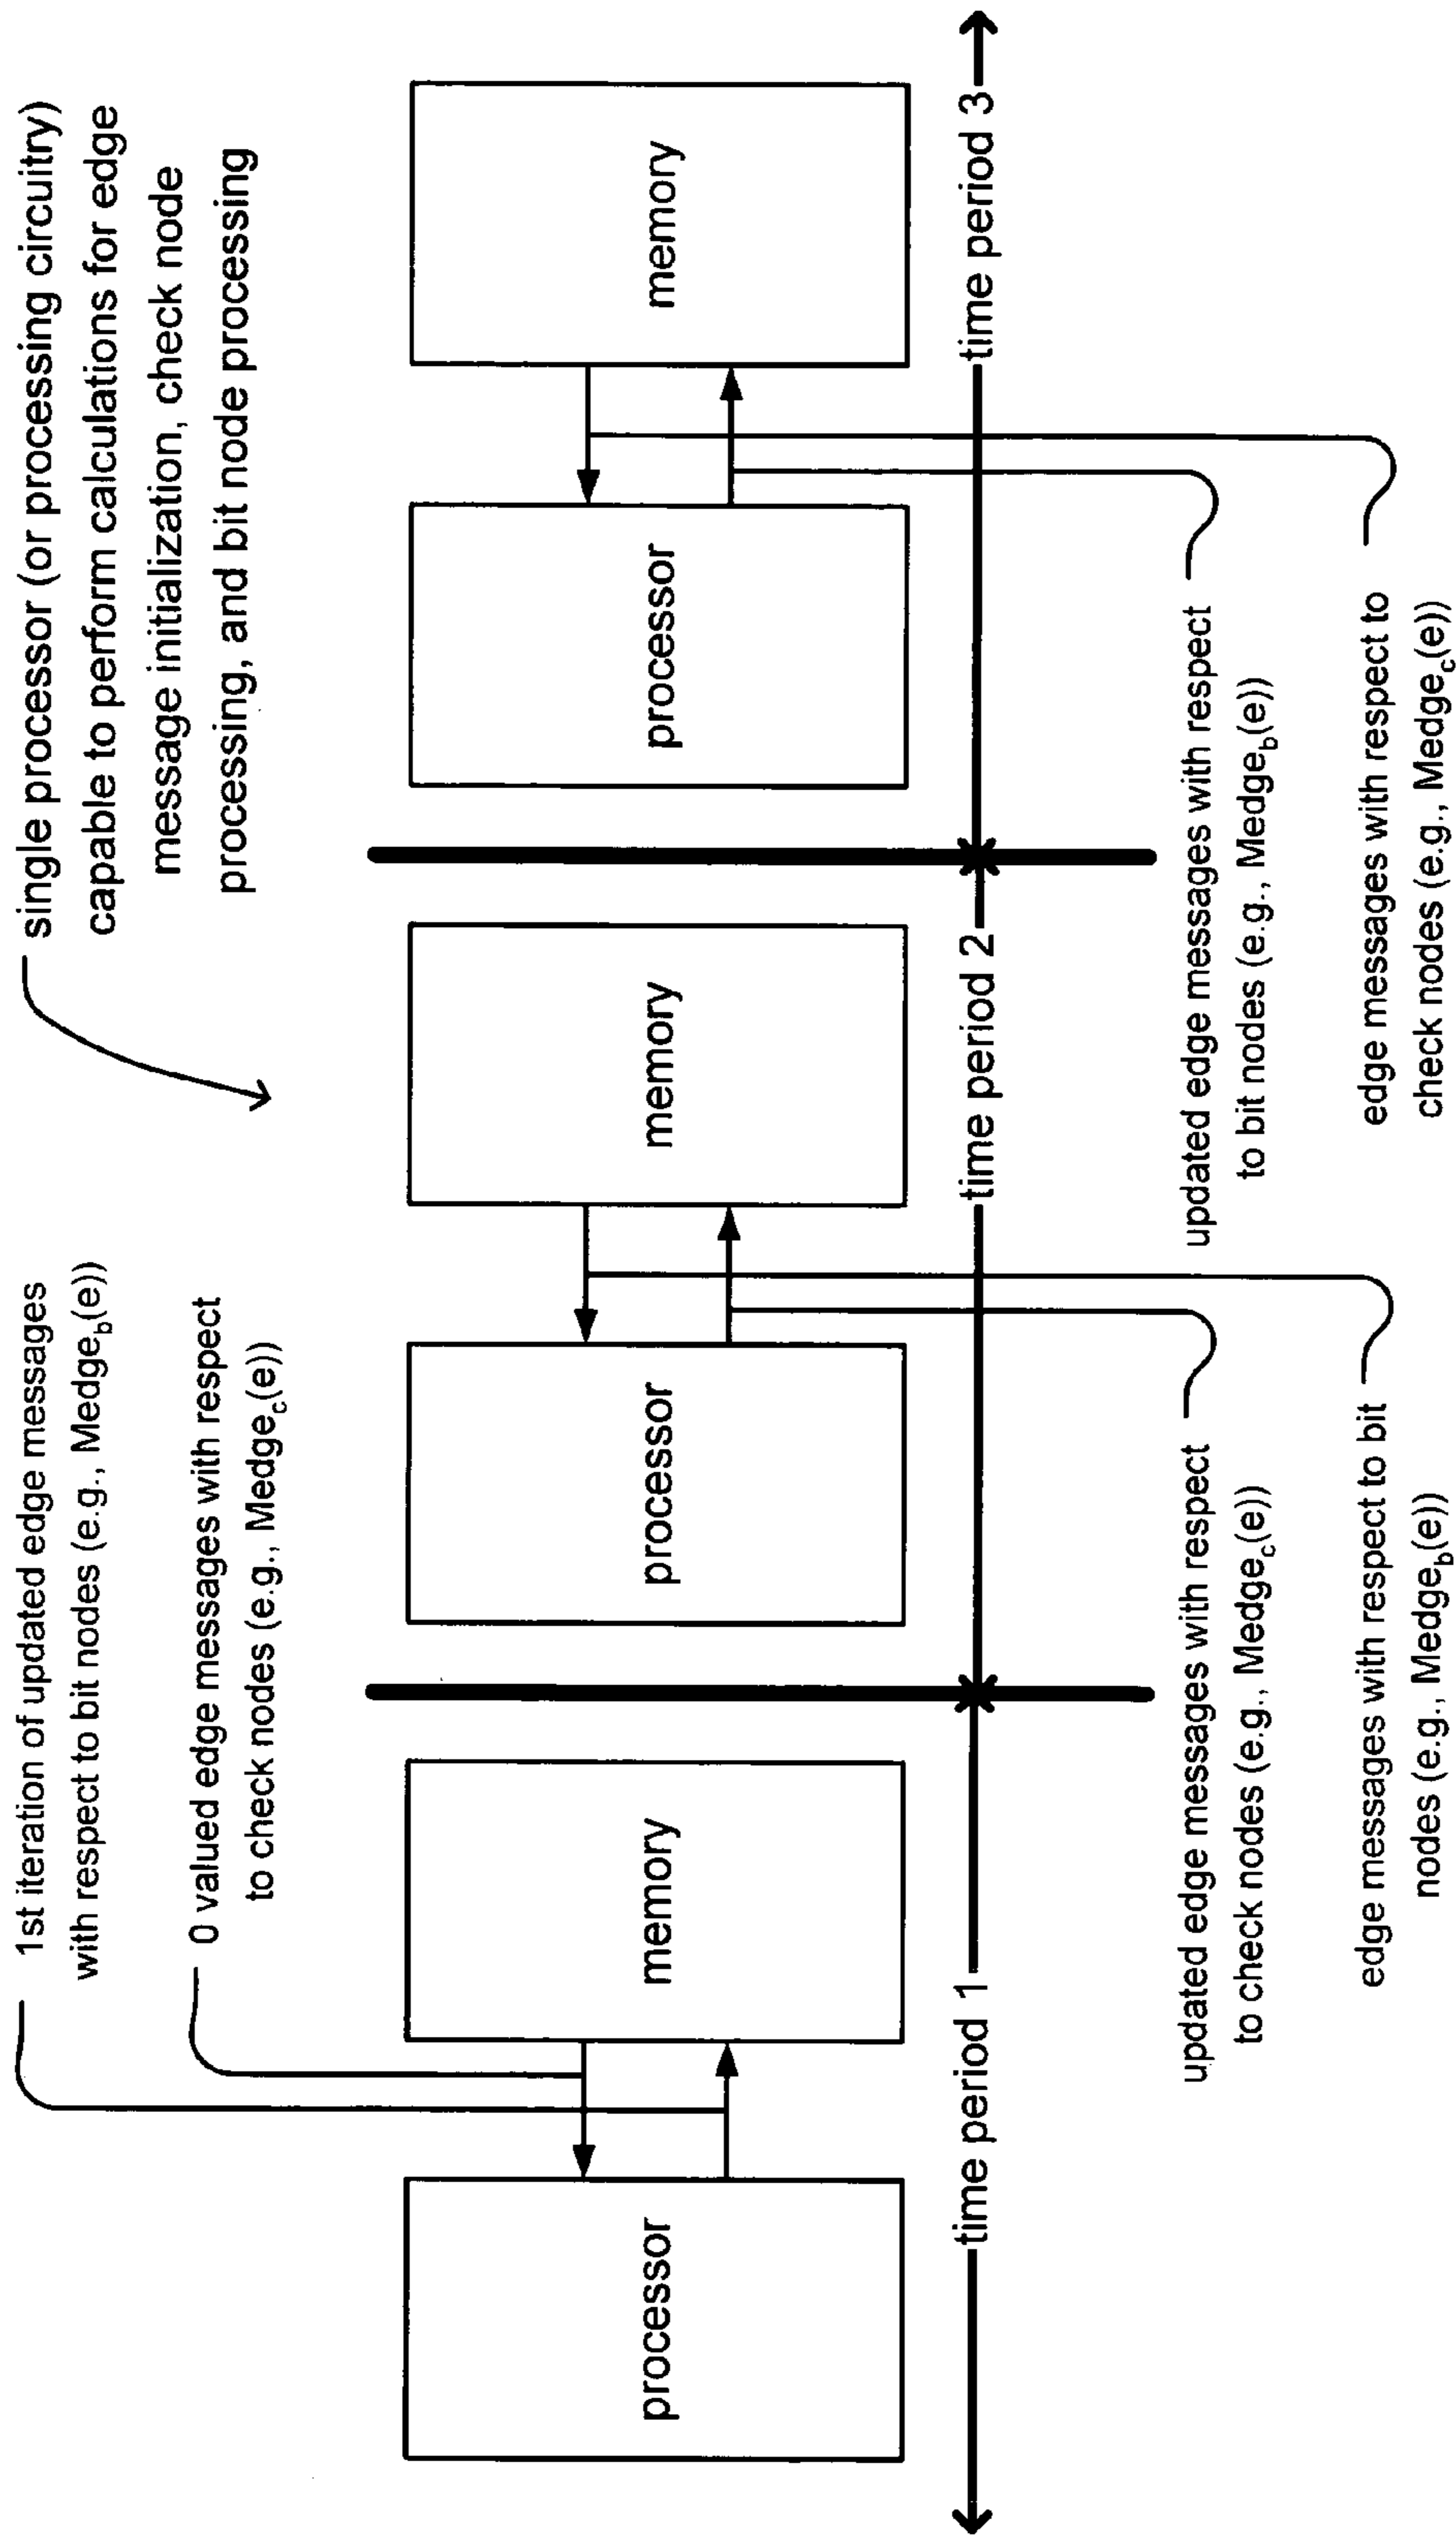 single processor (or processing circuitry)
capable to perform calculations for edge
message initialization, check node
processing, and bit node processing
1st iteration of updated edge messages
with respect to bit nodes (e.g., Medge_b(e))
0 valued edge messages with respect
to check nodes (e.g., Medge_c(e))
processor
memory
processor
memory
processor
memory
time period 1
time period 2
time period 3
updated edge messages with respect
to check nodes (e.g., Medge_c(e))
edge messages with respect to bit
nodes (e.g., Medge_b(e))
updated edge messages with respect
to bit nodes (e.g., Medge_b(e))
edge messages with respect to
check nodes (e.g., Medge_c(e))